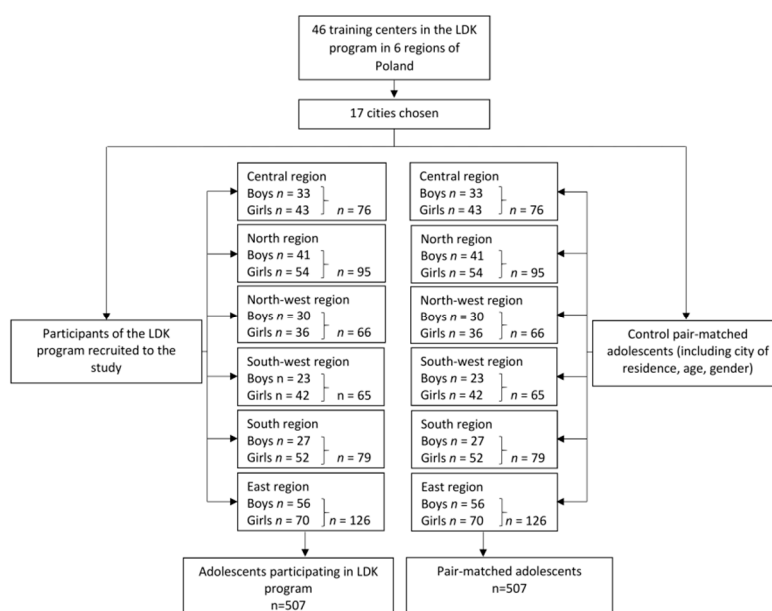 46 training centers in the LDK
program in 6 regions of
Poland
17 cities chosen
Participants of the LDK
program recruited to the
study
Central region
Boys n = 33
Girls n = 43
n = 76
North region
Boys n = 41
Girls n = 54
n = 95
North-west region
Boys n = 30
Girls n = 36
n = 66
South-west region
Boys n = 23
Girls n = 42
n = 65
South region
Boys n = 27
Girls n = 52
n = 79
East region
Boys n = 56
Girls n = 70
n = 126
Adolescents participating in LDK
program
n=507
Central region
Boys n = 33
Girls n = 43
n = 76
North region
Boys n = 41
Girls n = 54
n = 95
North-west region
Boys n = 30
Girls n = 36
n = 66
South-west region
Boys n = 23
Girls n = 42
n = 65
South region
Boys n = 27
Girls n = 52
n = 79
East region
Boys n = 56
Girls n = 70
n = 126
Control pair-matched
adolescents (including city of
residence, age, gender)
Pair-matched adolescents
n=507